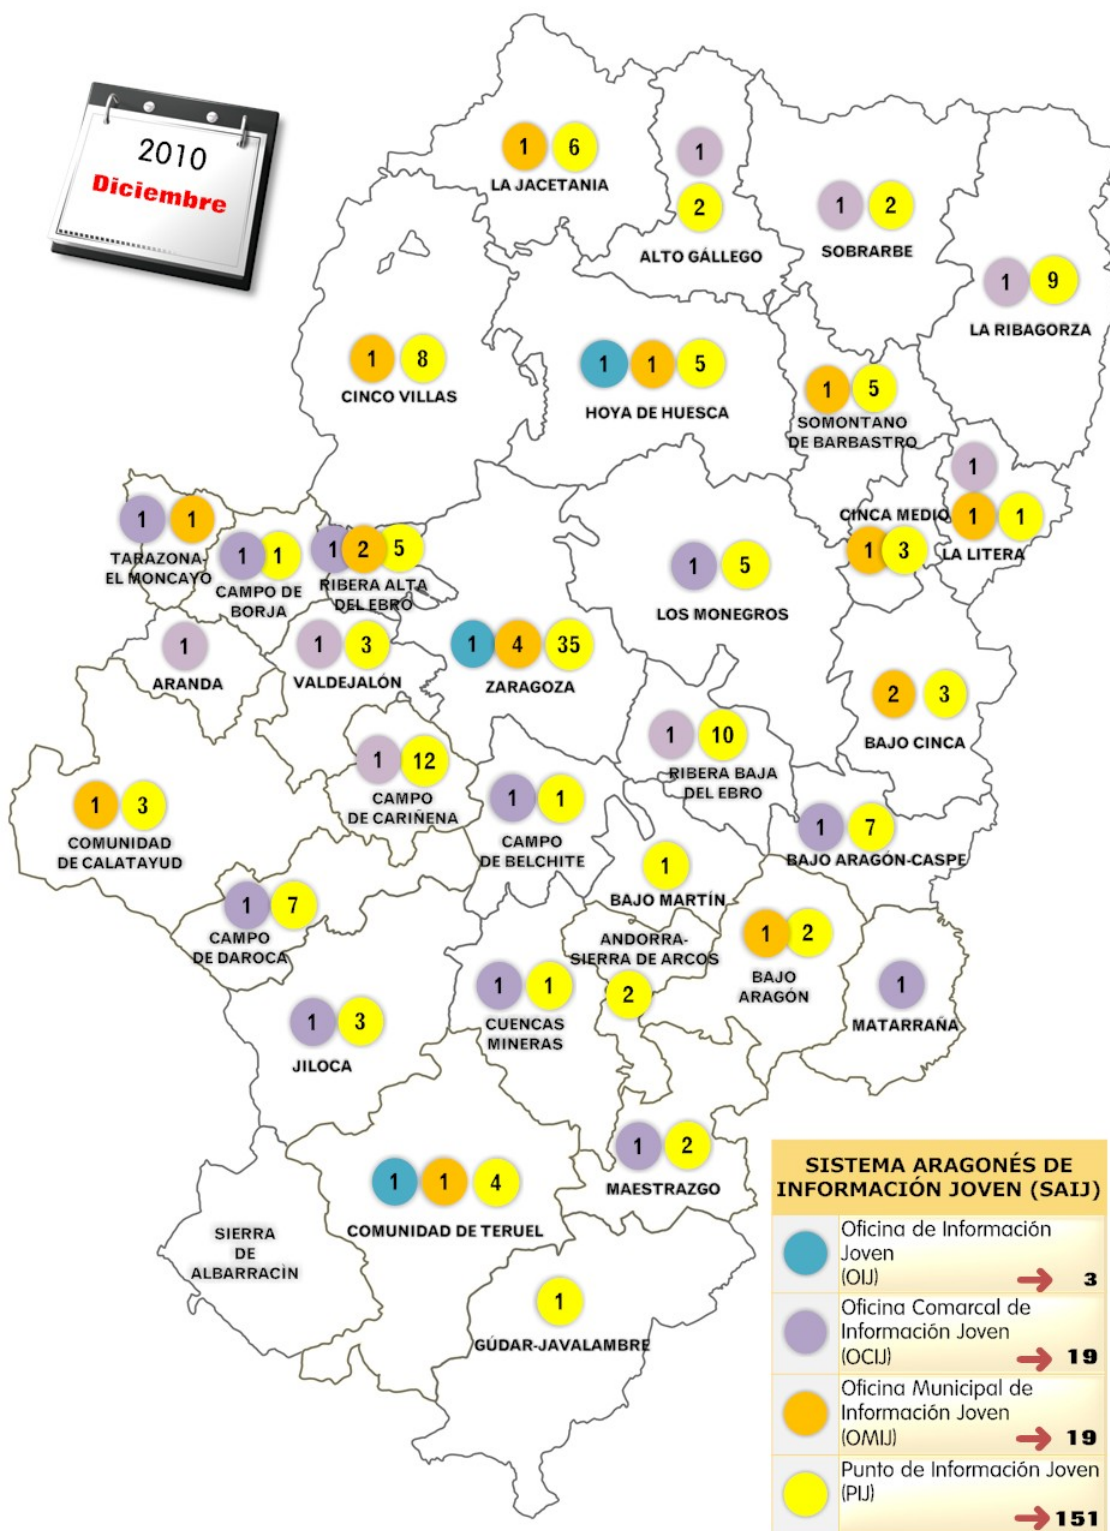 2010
Diciembre
1 6
LA JACETANIA
1
2
ALTO GÁLLEGO
1 2
SOBRARBE
1 9
LA RIBAGORZA
1 8
CINCO VILLAS
1 1 5
HOYA DE HUESCA
1 5
SOMONTANO
DE BARBASTRO
1 1
TARAZONA-
EL MONCAYO
1 1
CAMPO DE
BORJA
1 2 5
RIBERA ALTA
DEL EBRO
1 5
LOS MONEGROS
CINCA MEDIO
1 3
1
1 1
LA LITERA
1
ARANDA
1 3
VALDEJALÓN
1 4 35
ZARAGOZA
2 3
BAJO CINCA
1 12
CAMPO
DE CARIÑENA
1 10
RIBERA BAJA
DEL EBRO
1 3
COMUNIDAD
DE CALATAYUD
1 1
CAMPO
DE BELCHITE
1 7
BAJO ARAGÓN-CASPE
1
BAJO MARTÍN
1 7
CAMPO
DE DAROCA
ANDORRA-
SIERRA DE ARCOS
2
1 2
BAJO
ARAGÓN
1
MATARRAÑA
1 1
CUENCAS
MINERAS
1 3
JILOCA
1 2
MAESTRAZGO
1 1 4
COMUNIDAD DE TERUEL
SIERRA
DE
ALBARRACÌN
1
GÚDAR-JAVALAMBRE
SISTEMA ARAGONÉS DE
INFORMACIÓN JOVEN (SAIJ)
Oficina de Información
Joven
(OIJ) 3
Oficina Comarcal de
Información Joven
(OCIJ) 19
Oficina Municipal de
Información Joven
(OMIJ) 19
Punto de Información Joven
(PIJ)
151